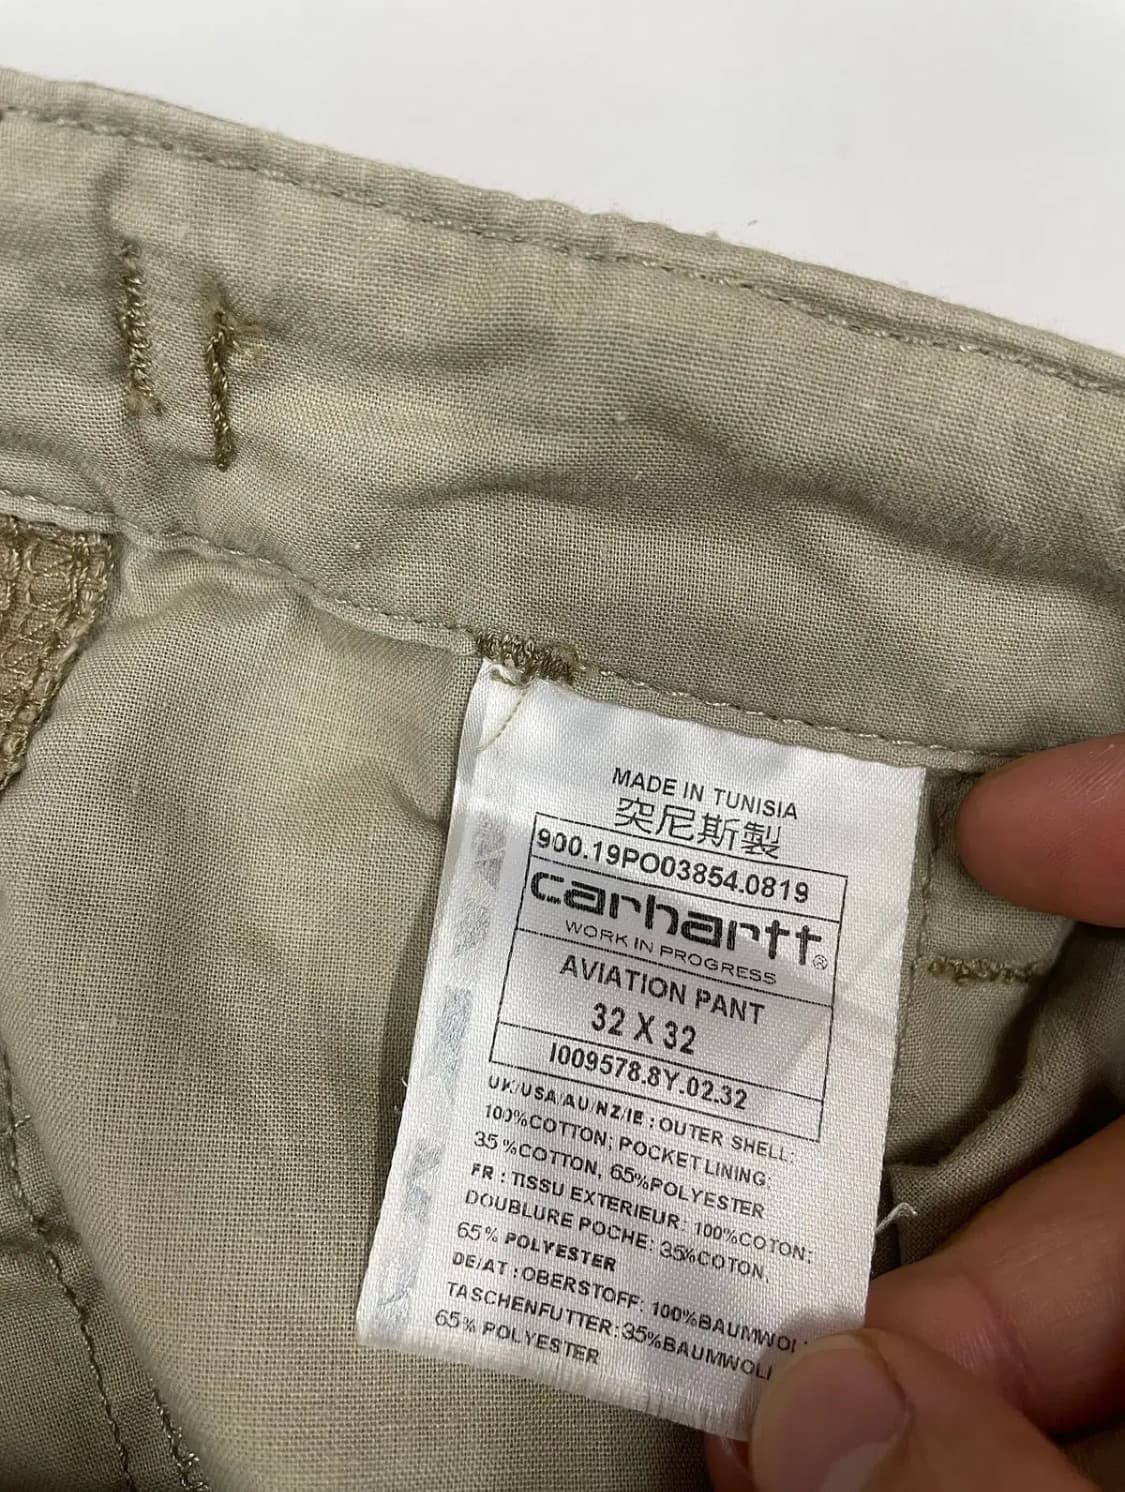 MADE IN TUNISIA
突尼斯製
900.19PO03854.0819
carhartt®
WORK IN PROGRESS
AVIATION PANT
32 X 32
I009578.8Y.02.32
UK/USA/AU/NZ/IE : OUTER SHELL:
100%COTTON; POCKET LINING:
35%COTTON, 65%POLYESTER
FR : TISSU EXTERIEUR: 100%COTON;
DOUBLURE POCHE: 35%COTON,
65% POLYESTER
DE/AT : OBERSTOFF: 100%BAUMWOL
TASCHENFUTTER: 35%BAUMWOLL
65% POLYESTER